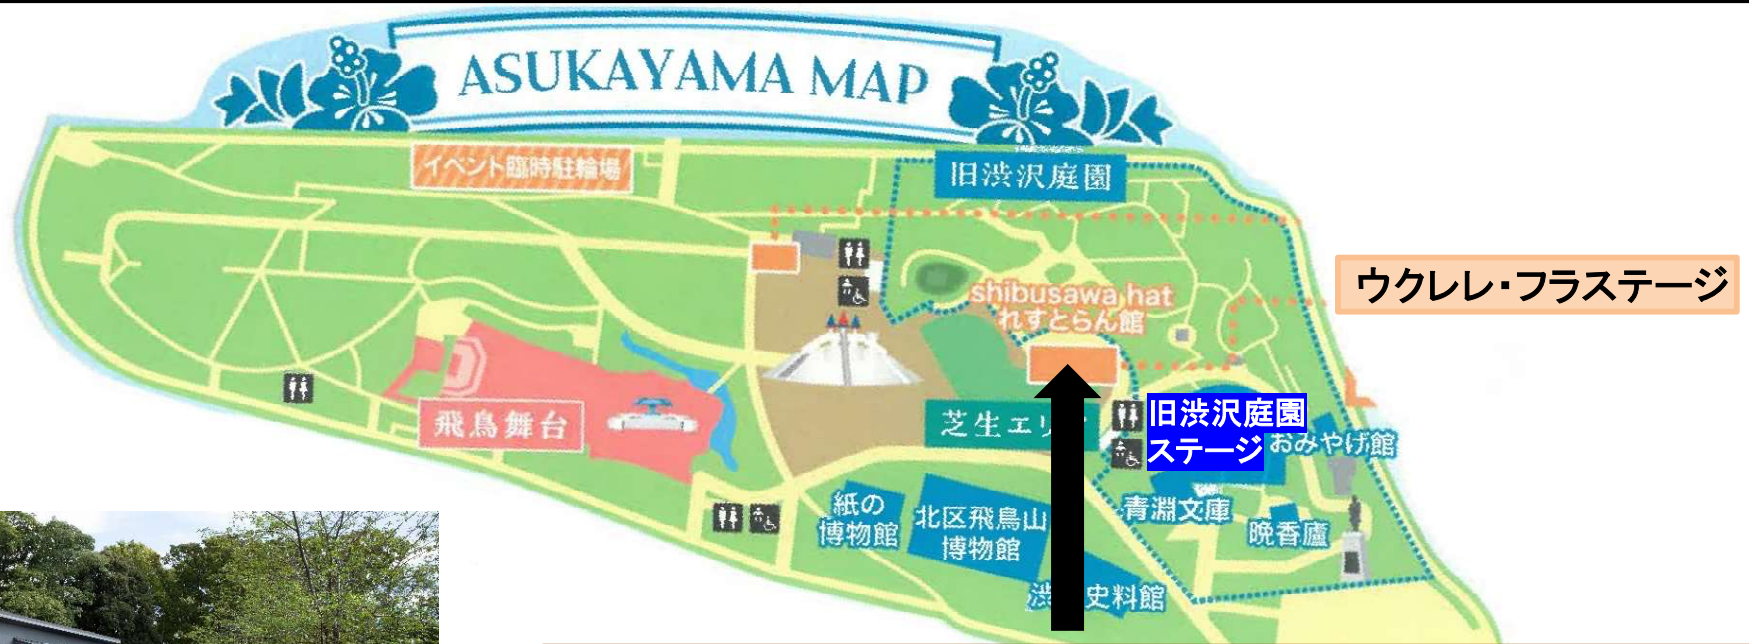 ASUKAYAMA MAP
イベント臨時駐輪場
旧渋沢庭園
ウクレレ・フラステージ
shibusawa hat
れすとらん館
飛鳥舞台
芝生エリ
旧渋沢庭園
ステージ
おみやげ館
紙の
博物館
北区飛鳥山
博物館
青淵文庫
晩香廬
渋
史料館